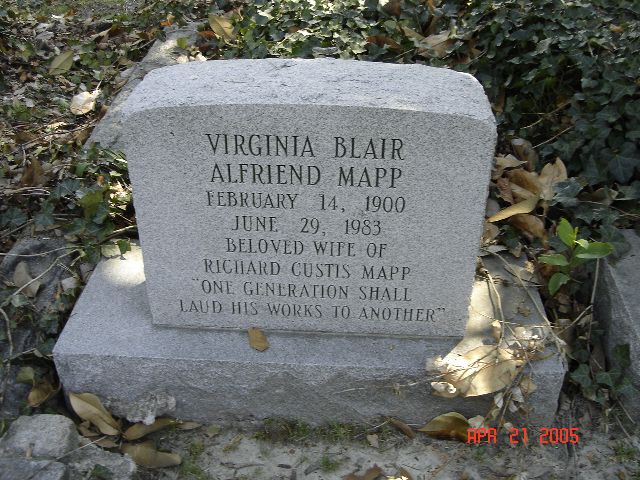 VIRGINIA BLAIR
ALFRIEND MAPP
FEBRUARY 14, 1900
JUNE 29, 1983
BELOVED WIFE OF
RICHARD CUSTIS MAPP
"ONE GENERATION SHALL
LAUD HIS WORKS TO ANOTHER"
APR 21 2005